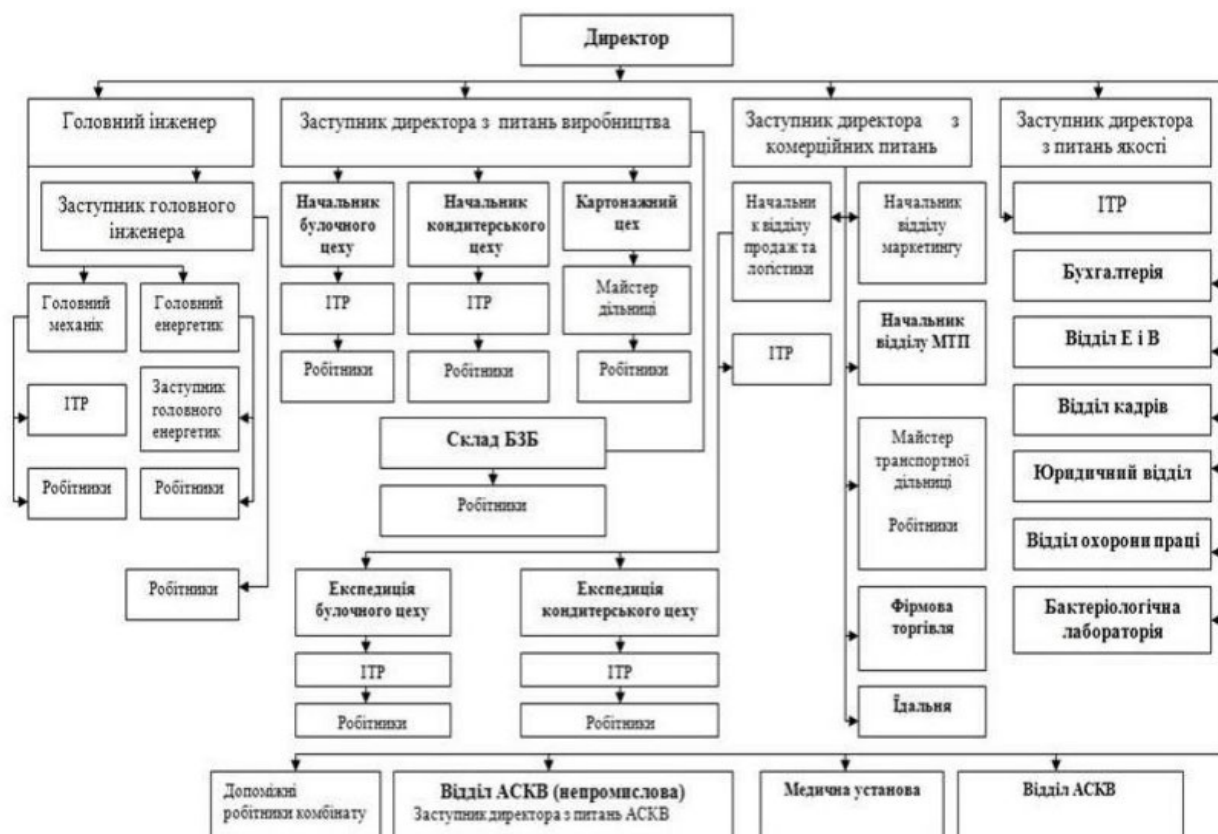 Директор
Головний інженер
Заступник директора з питань виробництва
Заступник директора з
комерційних питань
Заступник директора
з питань якості
Заступник головного
інженера
Начальник
булочного
цеху
Начальник
кондитерського
цеху
Картонажний
цех
Начальни
к відділу
продаж та
логістики
Начальник
відділу
маркетингу
ІТР
Головний
механік
Головний
енергетик
ІТР
ІТР
Майстер
дільниці
Бухгалтерія
Робітники
Робітники
Робітники
ІТР
Начальник
відділу МТП
Відділ Е і В
ІТР
Заступник
головного
енергетик
Склад БЗБ
Відділ кадрів
Робітники
Робітники
Робітники
Майстер
транспортної
дільниці
Робітники
Юридичний відділ
Відділ охорони праці
Робітники
Експедиція
булочного цеху
Експедиція
кондитерського цеху
Фірмова
торгівля
Бактеріологічна
лабораторія
ІТР
ІТР
Робітники
Робітники
Їдальня
Допоміжні
робітники комбінату
Відділ АСКВ (непромислова)
Заступник директора з питань АСКВ
Медична установа
Відділ АСКВ